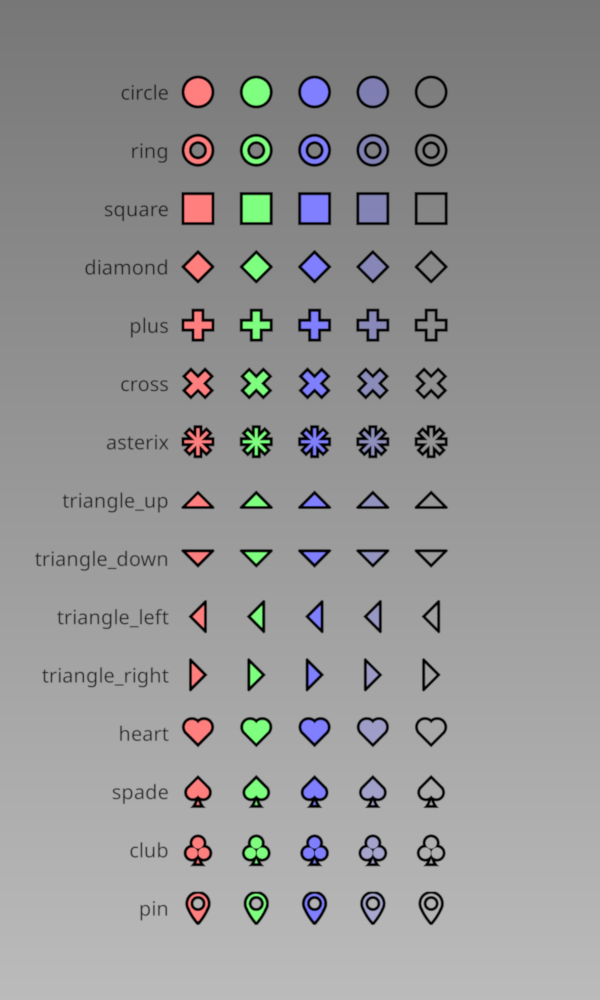 circle
ring
square
diamond
plus
cross
asterix
triangle_up
triangle_down
triangle_left
triangle_right
heart
spade
club
pin